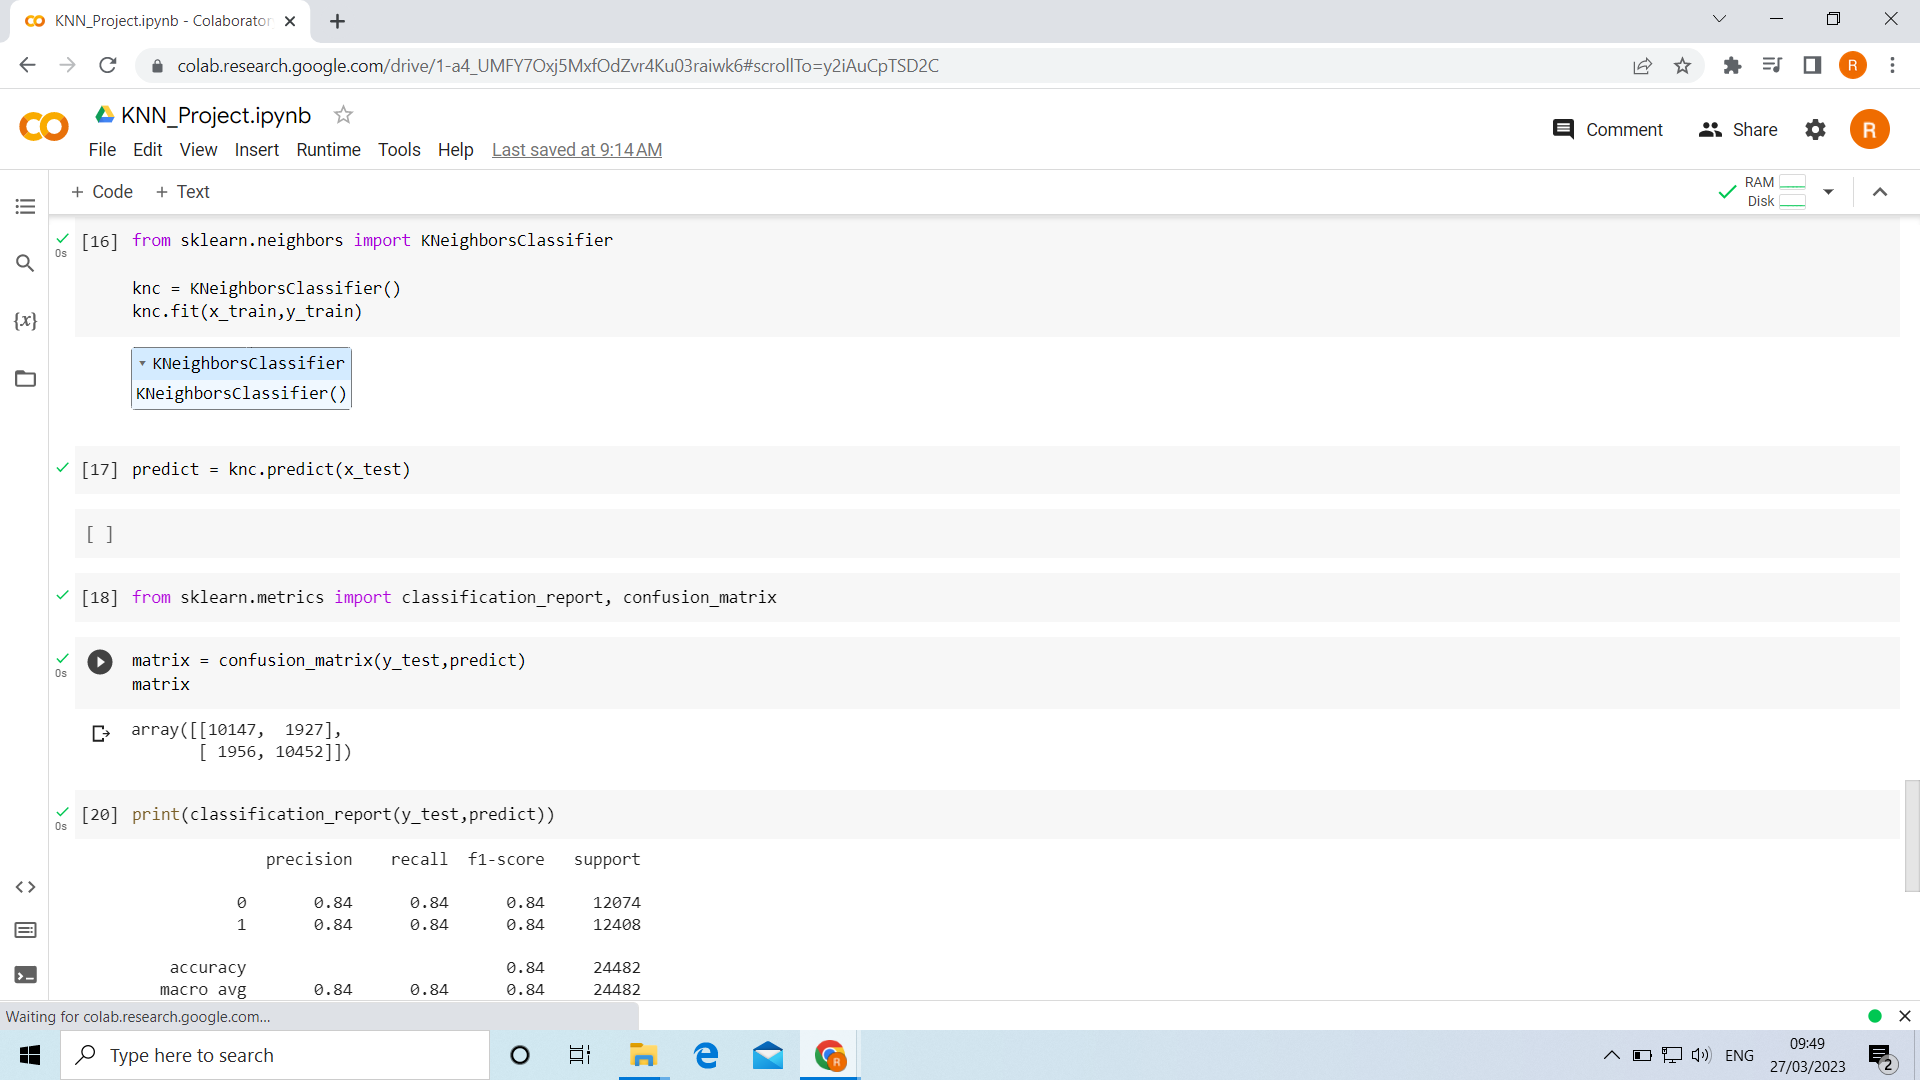 KNN_Project.ipynb - Colaborator
colab.research.google.com/drive/1-a4_UMFY7Oxj5MxfOdZvr4Ku03raiwk6#scrollTo=y2iAuCpTSD2C
R
KNN_Project.ipynb
Comment
Share
R
File Edit View Insert Runtime Tools Help Last saved at 9:14 AM
+ Code + Text
RAM
Disk
[16] from sklearn.neighbors import KNeighborsClassifier
0s
knc = KNeighborsClassifier()
knc.fit(x_train,y_train)
{x}
KNeighborsClassifier
KNeighborsClassifier()
[17] predict = knc.predict(x_test)
[ ]
[18] from sklearn.metrics import classification_report, confusion_matrix
matrix = confusion_matrix(y_test,predict)
0s
matrix
array([[10147,  1927],
       [ 1956, 10452]])
[20] print(classification_report(y_test,predict))
0s
precision recall f1-score support
0 0.84 0.84 0.84 12074
1 0.84 0.84 0.84 12408
accuracy 0.84 24482
macro avg 0.84 0.84 0.84 24482
Waiting for colab.research.google.com...
Type here to search
R
ENG
09:49
27/03/2023
2